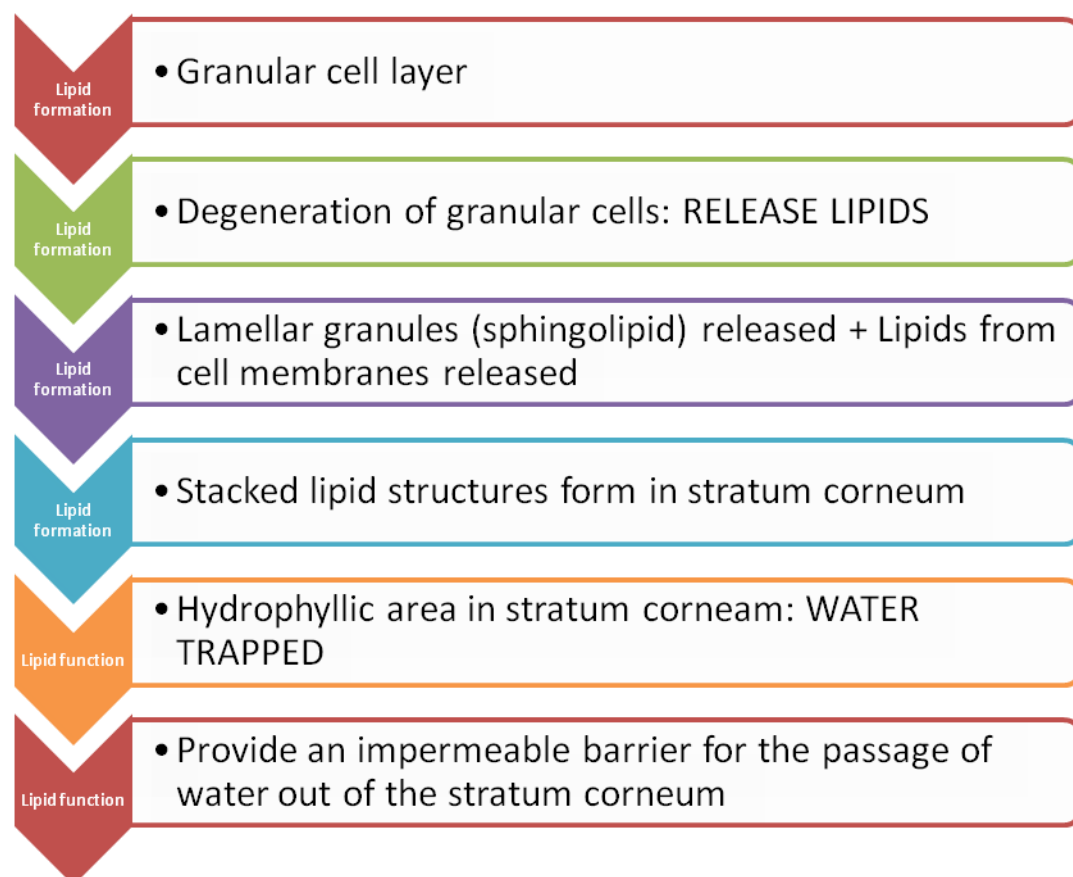 Lipid
formation
• Granular cell layer
Lipid
formation
• Degeneration of granular cells: RELEASE LIPIDS
Lipid
formation
• Lamellar granules (sphingolipid) released + Lipids from
cell membranes released
Lipid
formation
• Stacked lipid structures form in stratum corneum
Lipid function
• Hydrophyllic area in stratum corneam: WATER
TRAPPED
Lipid function
• Provide an impermeable barrier for the passage of
water out of the stratum corneum